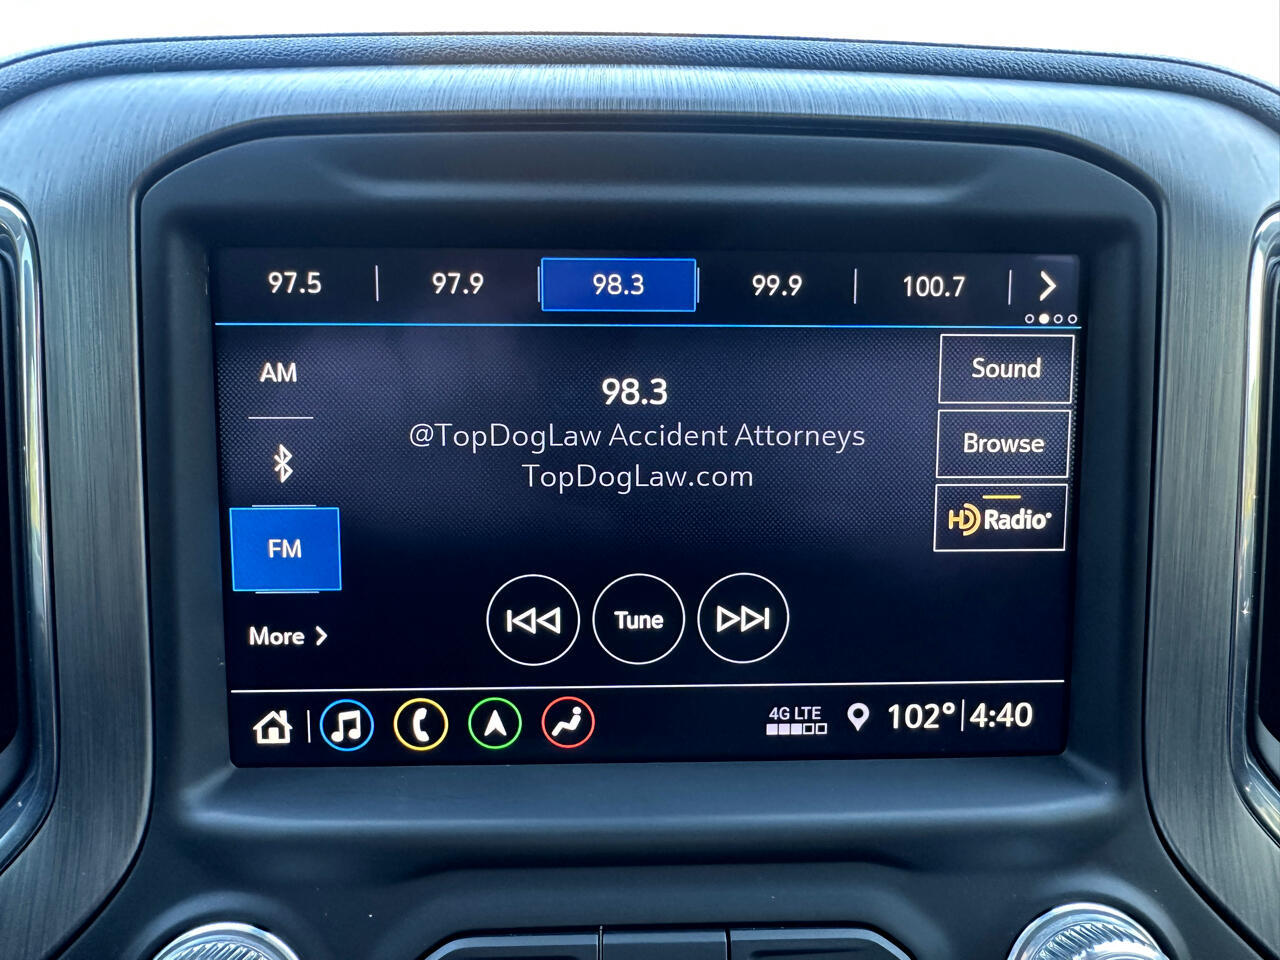 97.5 97.9 98.3 99.9 100.7
AM
98.3
@TopDogLaw Accident Attorneys
TopDogLaw.com
Sound
Browse
HD Radio
FM
More
Tune
4G LTE
102° 4:40